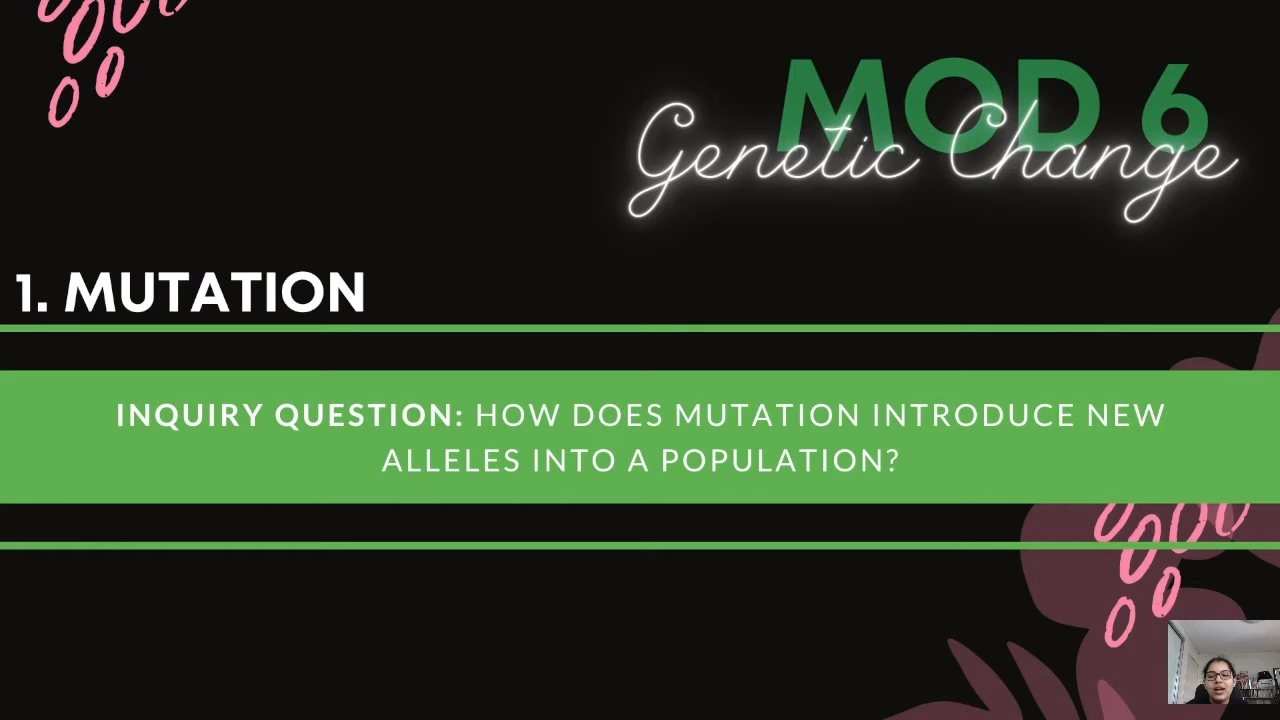 MOD 6
Genetic Change
1. MUTATION
INQUIRY QUESTION: HOW DOES MUTATION INTRODUCE NEW
ALLELES INTO A POPULATION?